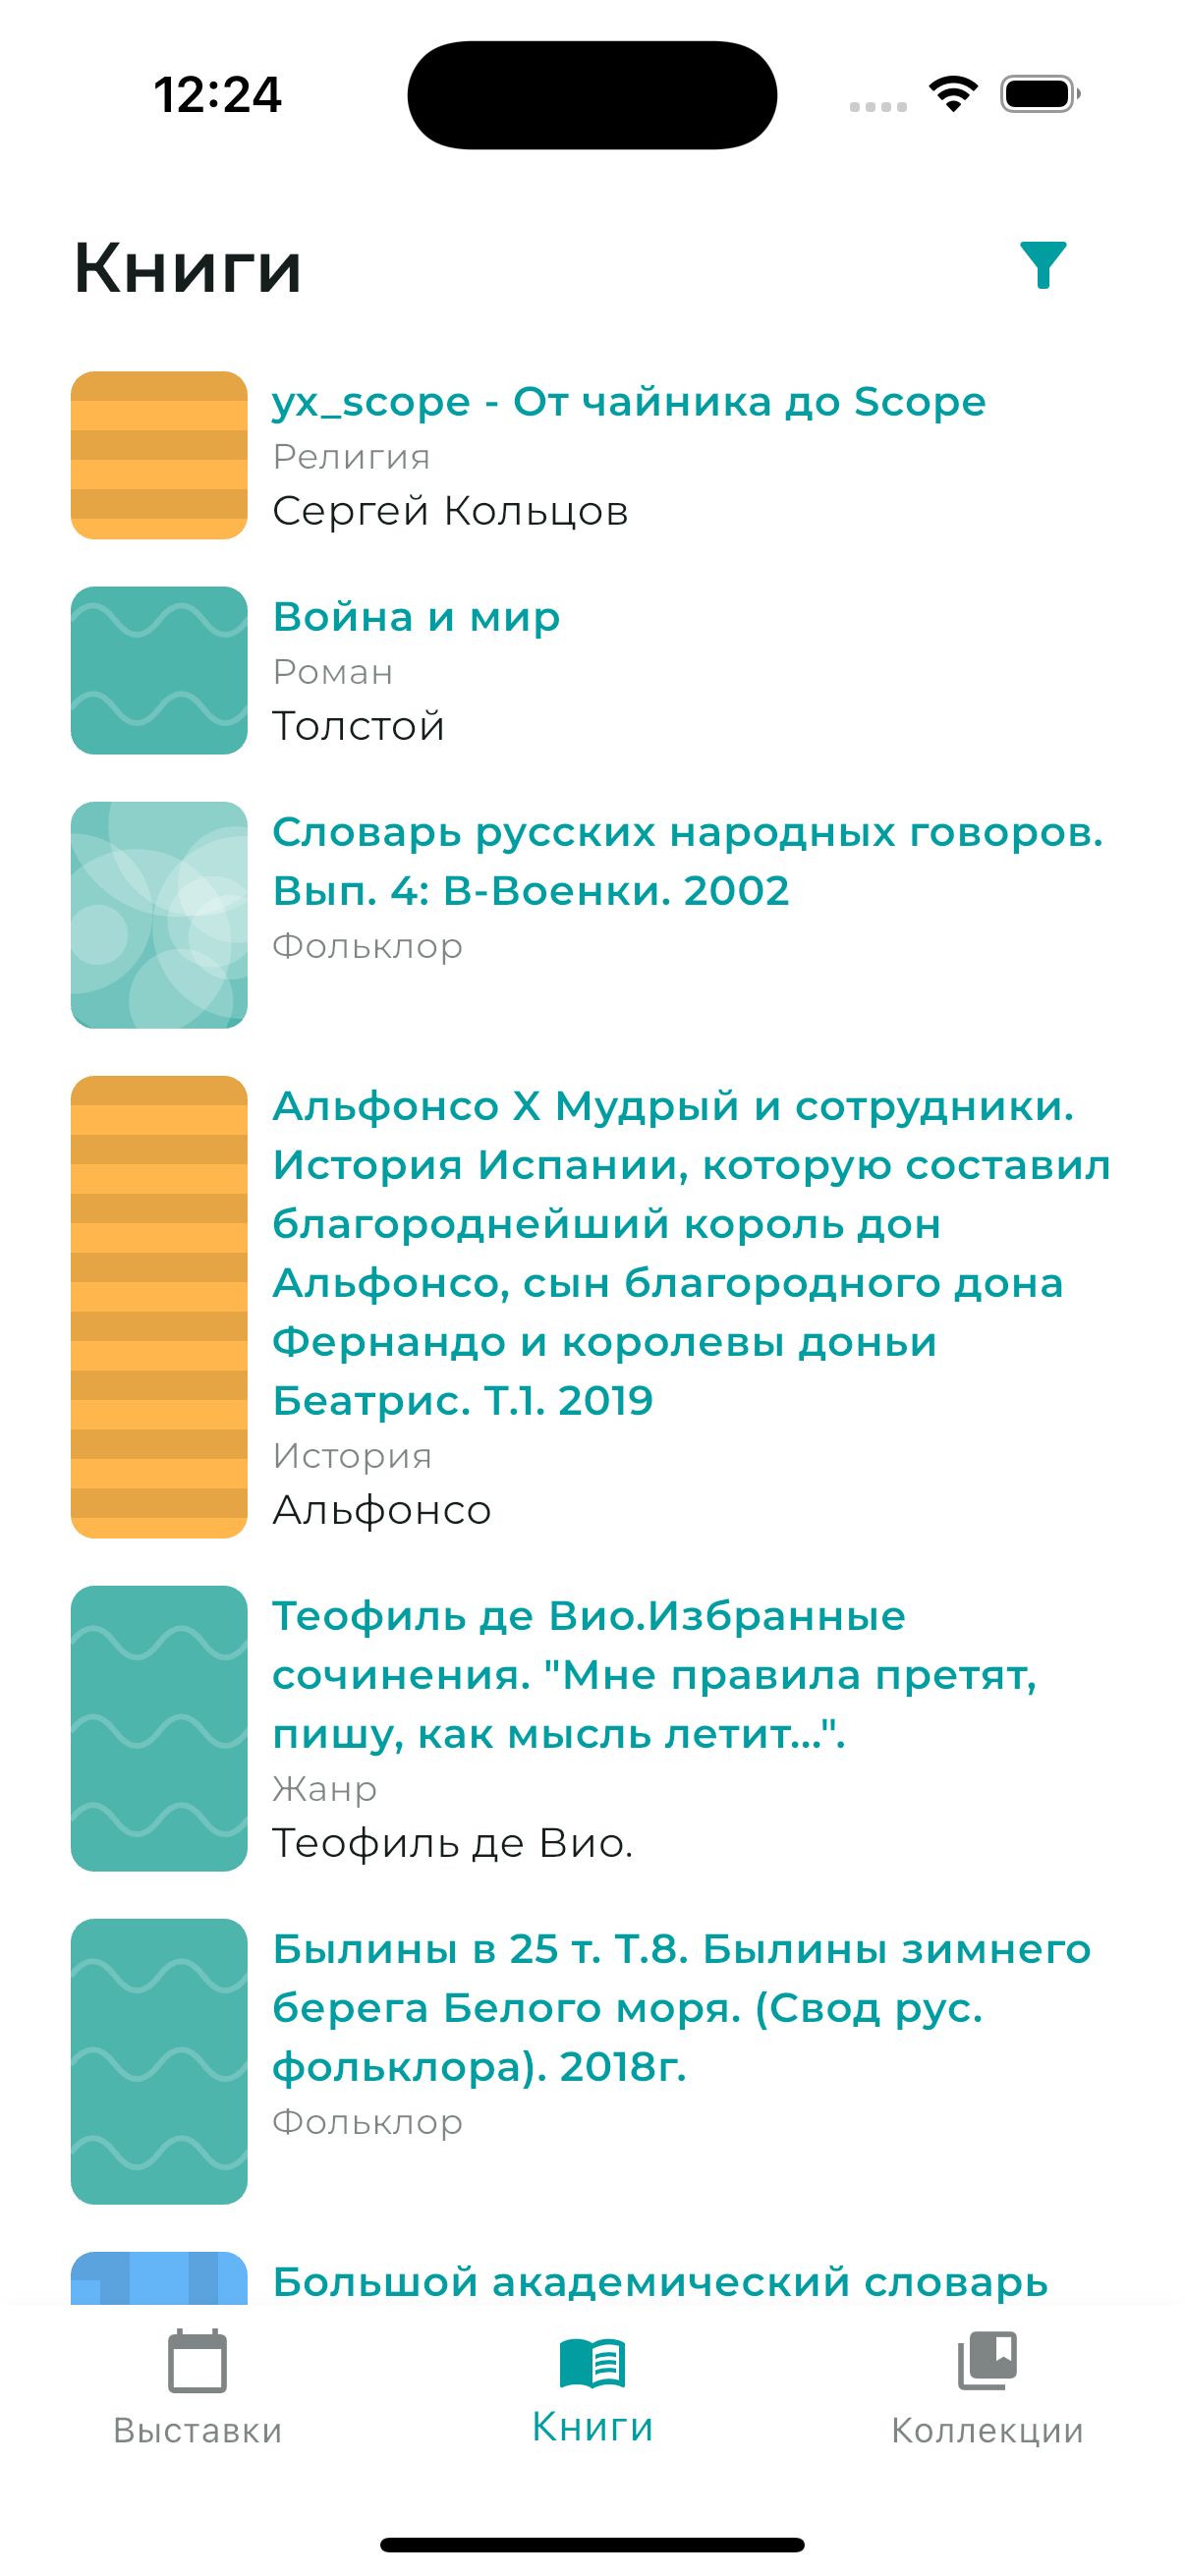 12:24
Книги
yx_scope - От чайника до Scope
Религия
Сергей Кольцов
Война и мир
Роман
Толстой
Словарь русских народных говоров.
Вып. 4: В-Военки. 2002
Фольклор
Альфонсо X Мудрый и сотрудники.
История Испании, которую составил
благороднейший король дон
Альфонсо, сын благородного дона
Фернандо и королевы доньи
Беатрис. Т.1. 2019
История
Альфонсо
Теофиль де Вио.Избранные
сочинения. "Мне правила претят,
пишу, как мысль летит...".
Жанр
Теофиль де Вио.
Былины в 25 т. Т.8. Былины зимнего
берега Белого моря. (Свод рус.
фольклора). 2018г.
Фольклор
Большой академический словарь
Выставки
Книги
Коллекции